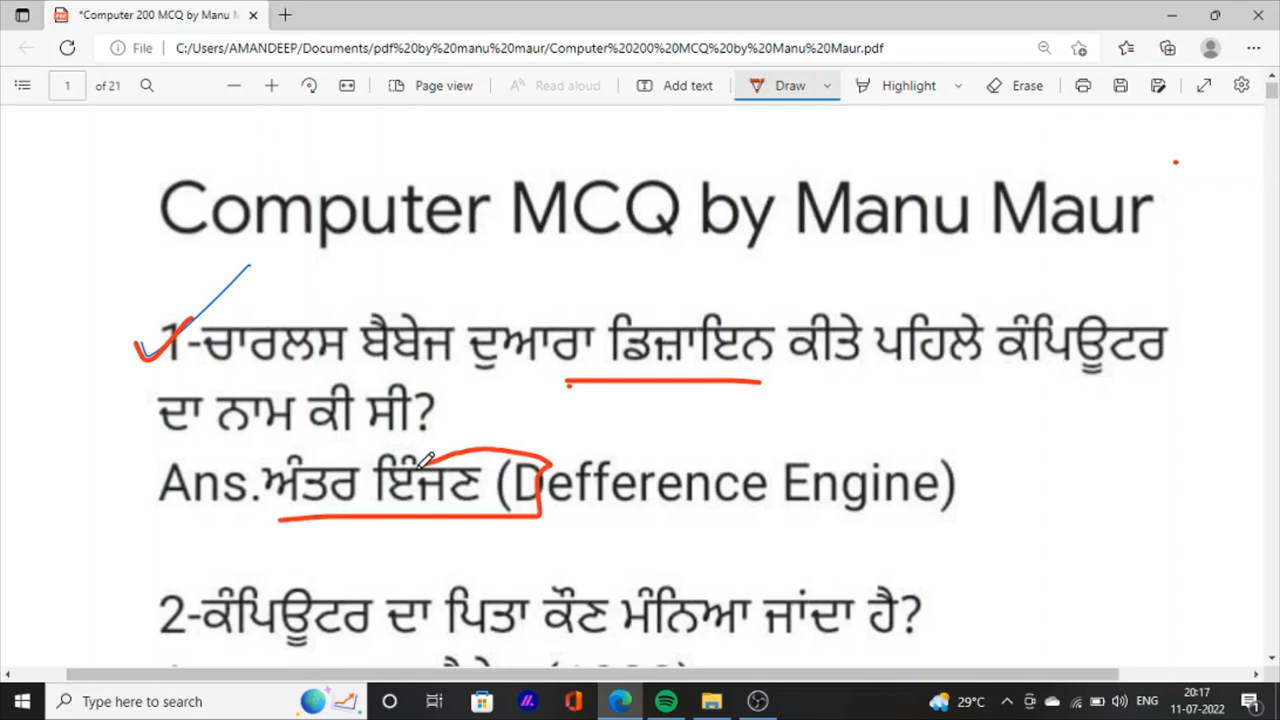 *Computer 200 MCQ by Manu M
File C:/Users/AMANDEEP/Documents/pdf%20by%20manu%20maur/Computer%20200%20MCQ%20by%20Manu%20Maur.pdf
1 of 21 Page view Read aloud Add text Draw Highlight Erase
Computer MCQ by Manu Maur
1-ਚਾਰਲਸ ਬੈਬੇਜ ਦੁਆਰਾ ਡਿਜ਼ਾਇਨ ਕੀਤੇ ਪਹਿਲੇ ਕੰਪਿਊਟਰ
ਦਾ ਨਾਮ ਕੀ ਸੀ?
Ans.ਅੰਤਰ ਇੰਜਣ (Defference Engine)
2-ਕੰਪਿਊਟਰ ਦਾ ਪਿਤਾ ਕੌਣ ਮੰਨਿਆ ਜਾਂਦਾ ਹੈ?
Type here to search 29°C ENG 20:17
11-07-2022